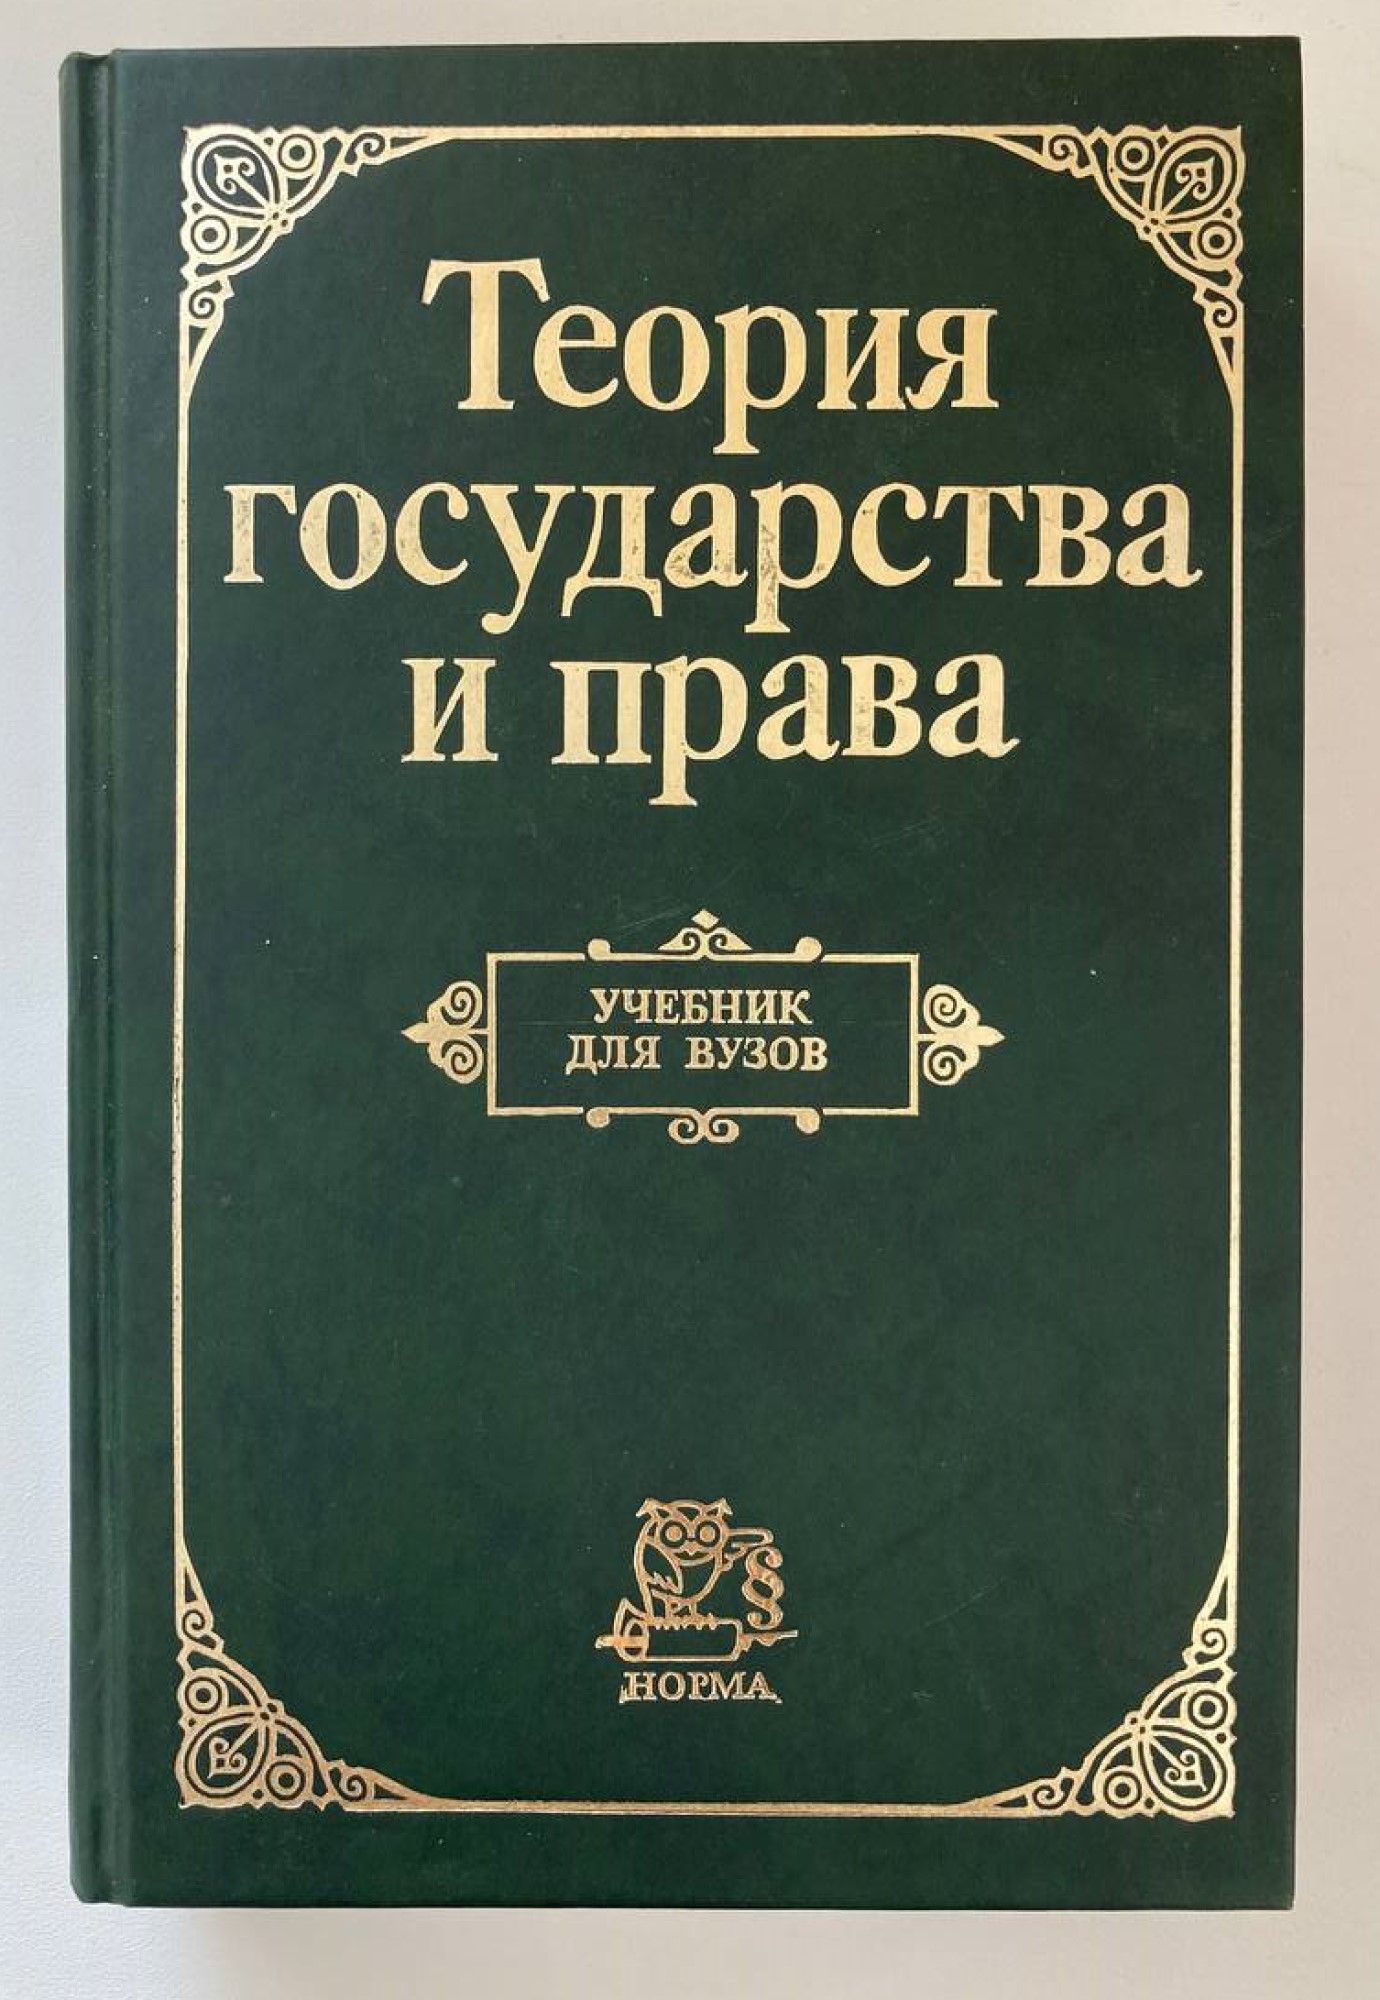 Теория
государства
и права
УЧЕБНИК
ДЛЯ ВУЗОВ
§
НОРМА